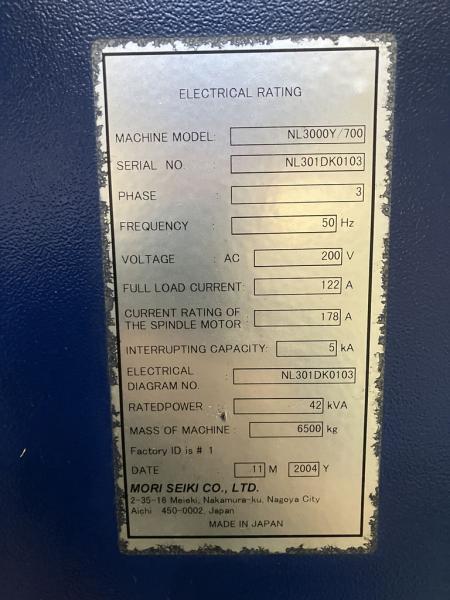 ELECTRICAL RATING
MACHINE MODEL: NL3000Y/700
SERIAL NO. : NL301DK0103
PHASE : 3
FREQUENCY : 50 Hz
VOLTAGE : AC 200 V
FULL LOAD CURRENT: 122 A
CURRENT RATING OF
THE SPINDLE MOTOR : 178 A
INTERRUPTING CAPACITY: 5 kA
ELECTRICAL
DIAGRAM NO. : NL301DK0103
RATEDPOWER : 42 kVA
MASS OF MACHINE : 6500 kg
Factory ID is # 1
DATE : 11 M 2004 Y
MORI SEIKI CO., LTD.
2-35-16 Meieki, Nakamura-ku, Nagoya City
Aichi 450-0002, Japan
MADE IN JAPAN